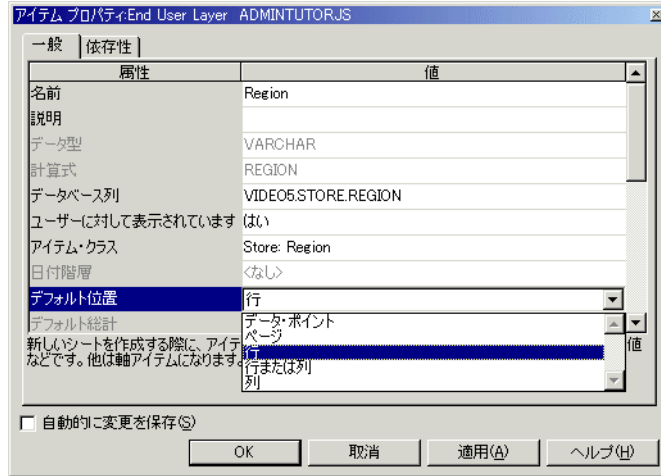 アイテム プロパティ:End User Layer ADMINTUTORJS
一般 依存性
属性 値
名前 Region
説明
データ型 VARCHAR
計算式 REGION
データベース列 VIDEO5.STORE.REGION
ユーザーに対して表示されています はい
アイテム・クラス Store: Region
日付階層 <なし>
デフォルト位置 行
デフォルト総計
データ・ポイント
ページ
行
行または列
列
新しいシートを作成する際に、アイテ 値
などです。他は軸アイテムになります。
自動的に変更を保存(S)
OK 取消 適用(A) ヘルプ(H)